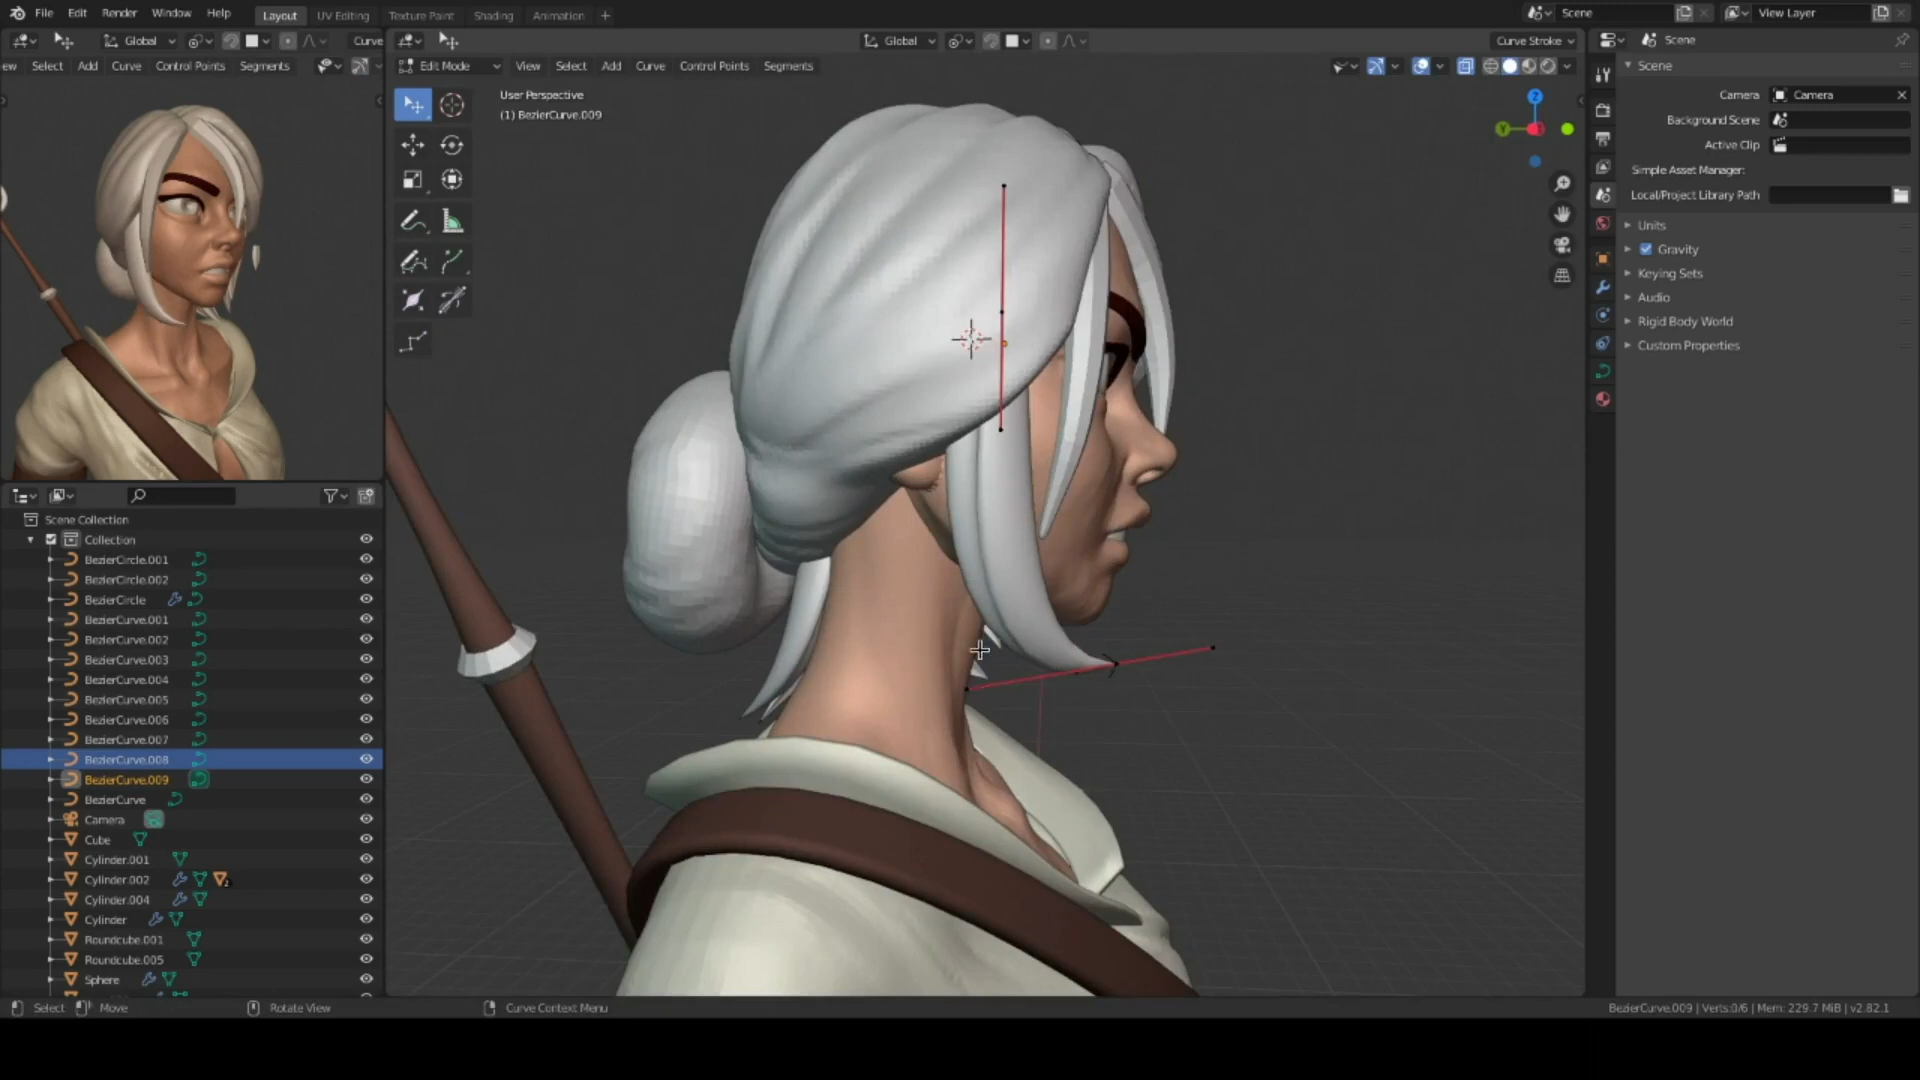 File Edit Render Window Help Layout UV Editing Texture Paint Shading Animation + Scene View Layer
Global Curve Global Curve Stroke Scene
ew Select Add Curve Control Points Segments Edit Mode View Select Add Curve Control Points Segments Scene
User Perspective
(1) BezierCurve.009
Z
Y
Camera Camera
Background Scene
Active Clip
Simple Asset Manager:
Local/Project Library Path
Units
Gravity
Keying Sets
Audio
Rigid Body World
Custom Properties
Scene Collection
Collection
BezierCircle.001
BezierCircle.002
BezierCircle
BezierCurve.001
BezierCurve.002
BezierCurve.003
BezierCurve.004
BezierCurve.005
BezierCurve.006
BezierCurve.007
BezierCurve.008
BezierCurve.009
BezierCurve
Camera
Cube
Cylinder.001
Cylinder.002 2
Cylinder.004
Cylinder
Roundcube.001
Roundcube.005
Sphere
Select Move Rotate View Curve Context Menu BezierCurve.009 | Verts:0/6 | Mem: 229.7 MiB | v2.82.1